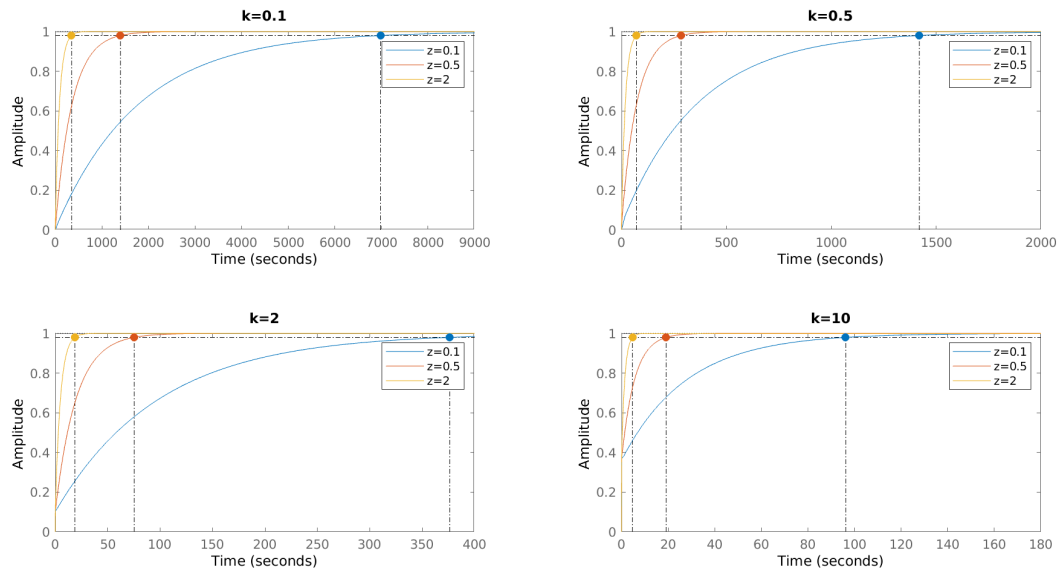 k=0.1
Amplitude
1
0.8
0.6
0.4
0.2
0
0 1000 2000 3000 4000 5000 6000 7000 8000 9000
Time (seconds)
z=0.1
z=0.5
z=2
k=0.5
Amplitude
1
0.8
0.6
0.4
0.2
0
0 500 1000 1500 2000
Time (seconds)
z=0.1
z=0.5
z=2
k=2
Amplitude
1
0.8
0.6
0.4
0.2
0
0 50 100 150 200 250 300 350 400
Time (seconds)
z=0.1
z=0.5
z=2
k=10
Amplitude
1
0.8
0.6
0.4
0.2
0
0 20 40 60 80 100 120 140 160 180
Time (seconds)
z=0.1
z=0.5
z=2